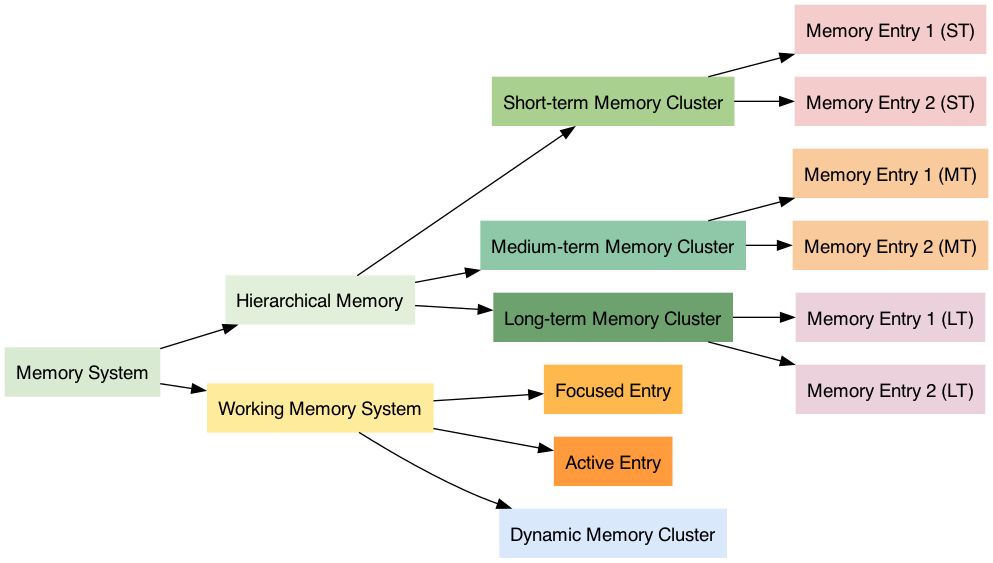 Memory System
Hierarchical Memory
Working Memory System
Short-term Memory Cluster
Medium-term Memory Cluster
Long-term Memory Cluster
Focused Entry
Active Entry
Dynamic Memory Cluster
Memory Entry 1 (ST)
Memory Entry 2 (ST)
Memory Entry 1 (MT)
Memory Entry 2 (MT)
Memory Entry 1 (LT)
Memory Entry 2 (LT)